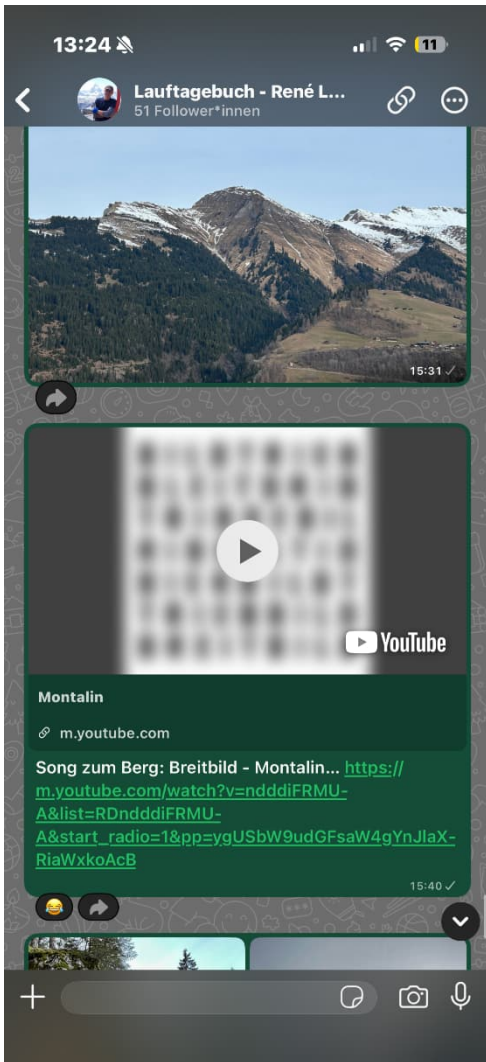 13:24
11
Lauftagebuch - René L...
51 Follower*innen
15:31
YouTube
Montalin
m.youtube.com
Song zum Berg: Breitbild - Montalin... https://
m.youtube.com/watch?v=ndddiFRMU-
A&list=RDndddiFRMU-
A&start_radio=1&pp=ygUSbW9udGFsaW4gYnJlaX-
RiaWxkoAcB
15:40